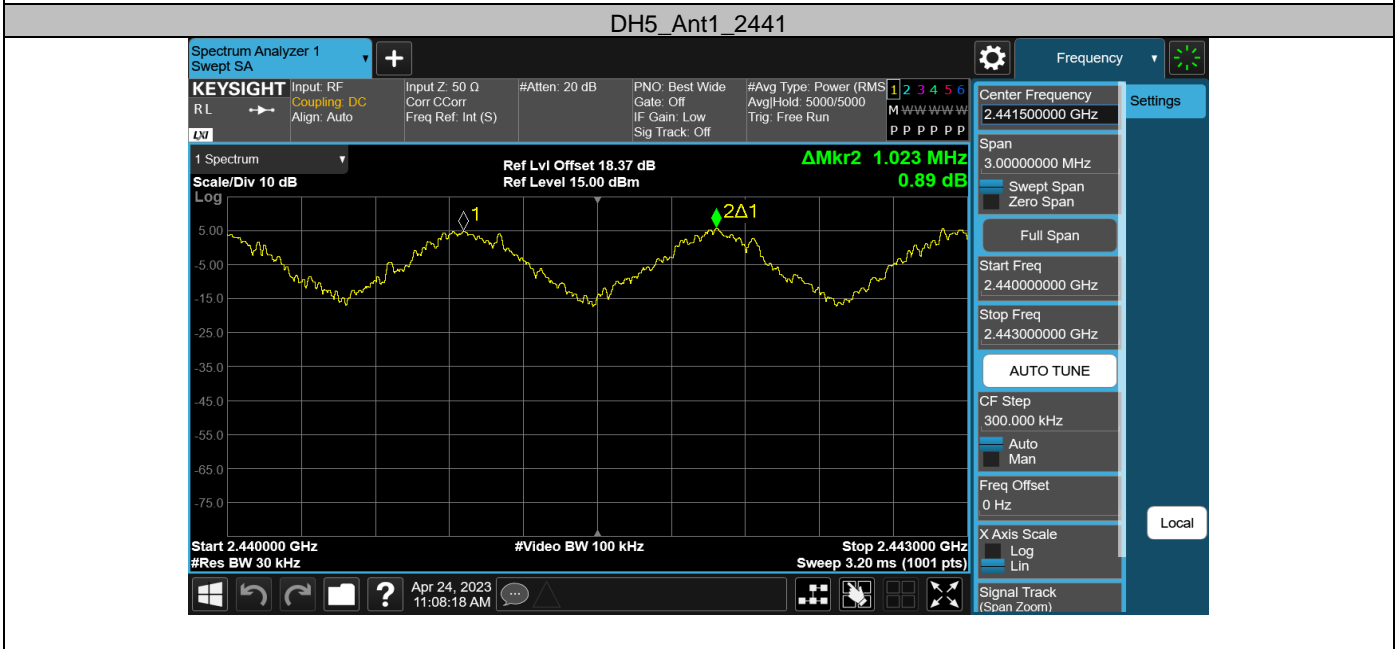 DH5_Ant1_2441
Spectrum Analyzer 1
Swept SA
Frequency
KEYSIGHT
R L
LXI
Input: RF
Coupling: DC
Align: Auto
Input Z: 50 Ω
Corr CCorr
Freq Ref: Int (S)
#Atten: 20 dB
PNO: Best Wide
Gate: Off
IF Gain: Low
Sig Track: Off
#Avg Type: Power (RMS
Avg|Hold: 5000/5000
Trig: Free Run
1 2 3 4 5 6
M W W W W W
P P P P P P
1 Spectrum
Scale/Div 10 dB
Log
Ref Lvl Offset 18.37 dB
Ref Level 15.00 dBm
ΔMkr2 1.023 MHz
0.89 dB
1
2Δ1
5.00
-5.00
-15.0
-25.0
-35.0
-45.0
-55.0
-65.0
-75.0
Start 2.440000 GHz
#Res BW 30 kHz
#Video BW 100 kHz
Stop 2.443000 GHz
Sweep 3.20 ms (1001 pts)
Center Frequency
2.441500000 GHz
Span
3.00000000 MHz
Swept Span
Zero Span
Full Span
Start Freq
2.440000000 GHz
Stop Freq
2.443000000 GHz
AUTO TUNE
CF Step
300.000 kHz
Auto
Man
Freq Offset
0 Hz
X Axis Scale
Log
Lin
Signal Track
(Span Zoom)
Settings
Local
?
Apr 24, 2023
11:08:18 AM